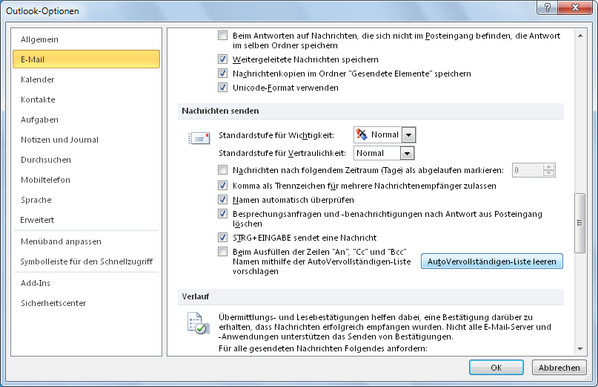 Outlook-Optionen
Allgemein
E-Mail
Kalender
Kontakte
Aufgaben
Notizen und Journal
Durchsuchen
Mobiltelefon
Sprache
Erweitert
Menüband anpassen
Symbolleiste für den Schnellzugriff
Add-Ins
Sicherheitscenter
Beim Antworten auf Nachrichten, die sich nicht im Posteingang befinden, die Antwort
im selben Ordner speichern
Weitergeleitete Nachrichten speichern
Nachrichtenkopien im Ordner "Gesendete Elemente" speichern
Unicode-Format verwenden
Nachrichten senden
Standardstufe für Wichtigkeit: Normal
Standardstufe für Vertraulichkeit: Normal
Nachrichten nach folgendem Zeitraum (Tage) als abgelaufen markieren: 0
Komma als Trennzeichen für mehrere Nachrichtenempfänger zulassen
Namen automatisch überprüfen
Besprechungsanfragen und -benachrichtigungen nach Antwort aus Posteingang
löschen
STRG+EINGABE sendet eine Nachricht
Beim Ausfüllen der Zeilen "An", "Cc" und "Bcc"
Namen mithilfe der AutoVervollständigen-Liste
vorschlagen
AutoVervollständigen-Liste leeren
Verlauf
Übermittlungs- und Lesebestätigungen helfen dabei, eine Bestätigung darüber zu
erhalten, dass Nachrichten erfolgreich empfangen wurden. Nicht alle E-Mail-Server und
-Anwendungen unterstützen das Senden von Bestätigungen.
Für alle gesendeten Nachrichten Folgendes anfordern:
OK
Abbrechen